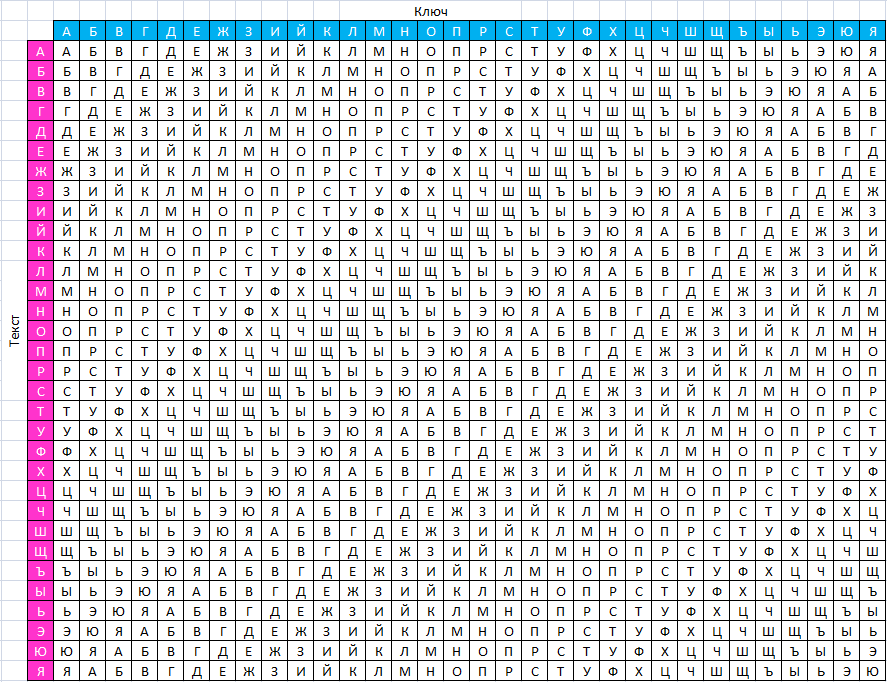 Ключ
А Б В Г Д Е Ж З И Й К Л М Н О П Р С Т У Ф Х Ц Ч Ш Щ Ъ Ы Ь Э Ю Я
Текст
А А Б В Г Д Е Ж З И Й К Л М Н О П Р С Т У Ф Х Ц Ч Ш Щ Ъ Ы Ь Э Ю Я
Б Б В Г Д Е Ж З И Й К Л М Н О П Р С Т У Ф Х Ц Ч Ш Щ Ъ Ы Ь Э Ю Я А
В В Г Д Е Ж З И Й К Л М Н О П Р С Т У Ф Х Ц Ч Ш Щ Ъ Ы Ь Э Ю Я А Б
Г Г Д Е Ж З И Й К Л М Н О П Р С Т У Ф Х Ц Ч Ш Щ Ъ Ы Ь Э Ю Я А Б В
Д Д Е Ж З И Й К Л М Н О П Р С Т У Ф Х Ц Ч Ш Щ Ъ Ы Ь Э Ю Я А Б В Г
Е Е Ж З И Й К Л М Н О П Р С Т У Ф Х Ц Ч Ш Щ Ъ Ы Ь Э Ю Я А Б В Г Д
Ж Ж З И Й К Л М Н О П Р С Т У Ф Х Ц Ч Ш Щ Ъ Ы Ь Э Ю Я А Б В Г Д Е
З З И Й К Л М Н О П Р С Т У Ф Х Ц Ч Ш Щ Ъ Ы Ь Э Ю Я А Б В Г Д Е Ж
И И Й К Л М Н О П Р С Т У Ф Х Ц Ч Ш Щ Ъ Ы Ь Э Ю Я А Б В Г Д Е Ж З
Й Й К Л М Н О П Р С Т У Ф Х Ц Ч Ш Щ Ъ Ы Ь Э Ю Я А Б В Г Д Е Ж З И
К К Л М Н О П Р С Т У Ф Х Ц Ч Ш Щ Ъ Ы Ь Э Ю Я А Б В Г Д Е Ж З И Й
Л Л М Н О П Р С Т У Ф Х Ц Ч Ш Щ Ъ Ы Ь Э Ю Я А Б В Г Д Е Ж З И Й К
М М Н О П Р С Т У Ф Х Ц Ч Ш Щ Ъ Ы Ь Э Ю Я А Б В Г Д Е Ж З И Й К Л
Н Н О П Р С Т У Ф Х Ц Ч Ш Щ Ъ Ы Ь Э Ю Я А Б В Г Д Е Ж З И Й К Л М
О О П Р С Т У Ф Х Ц Ч Ш Щ Ъ Ы Ь Э Ю Я А Б В Г Д Е Ж З И Й К Л М Н
П П Р С Т У Ф Х Ц Ч Ш Щ Ъ Ы Ь Э Ю Я А Б В Г Д Е Ж З И Й К Л М Н О
Р Р С Т У Ф Х Ц Ч Ш Щ Ъ Ы Ь Э Ю Я А Б В Г Д Е Ж З И Й К Л М Н О П
С С Т У Ф Х Ц Ч Ш Щ Ъ Ы Ь Э Ю Я А Б В Г Д Е Ж З И Й К Л М Н О П Р
Т Т У Ф Х Ц Ч Ш Щ Ъ Ы Ь Э Ю Я А Б В Г Д Е Ж З И Й К Л М Н О П Р С
У У Ф Х Ц Ч Ш Щ Ъ Ы Ь Э Ю Я А Б В Г Д Е Ж З И Й К Л М Н О П Р С Т
Ф Ф Х Ц Ч Ш Щ Ъ Ы Ь Э Ю Я А Б В Г Д Е Ж З И Й К Л М Н О П Р С Т У
Х Х Ц Ч Ш Щ Ъ Ы Ь Э Ю Я А Б В Г Д Е Ж З И Й К Л М Н О П Р С Т У Ф
Ц Ц Ч Ш Щ Ъ Ы Ь Э Ю Я А Б В Г Д Е Ж З И Й К Л М Н О П Р С Т У Ф Х
Ч Ч Ш Щ Ъ Ы Ь Э Ю Я А Б В Г Д Е Ж З И Й К Л М Н О П Р С Т У Ф Х Ц
Ш Ш Щ Ъ Ы Ь Э Ю Я А Б В Г Д Е Ж З И Й К Л М Н О П Р С Т У Ф Х Ц Ч
Щ Щ Ъ Ы Ь Э Ю Я А Б В Г Д Е Ж З И Й К Л М Н О П Р С Т У Ф Х Ц Ч Ш
Ъ Ъ Ы Ь Э Ю Я А Б В Г Д Е Ж З И Й К Л М Н О П Р С Т У Ф Х Ц Ч Ш Щ
Ы Ы Ь Э Ю Я А Б В Г Д Е Ж З И Й К Л М Н О П Р С Т У Ф Х Ц Ч Ш Щ Ъ
Ь Ь Э Ю Я А Б В Г Д Е Ж З И Й К Л М Н О П Р С Т У Ф Х Ц Ч Ш Щ Ъ Ы
Э Э Ю Я А Б В Г Д Е Ж З И Й К Л М Н О П Р С Т У Ф Х Ц Ч Ш Щ Ъ Ы Ь
Ю Ю Я А Б В Г Д Е Ж З И Й К Л М Н О П Р С Т У Ф Х Ц Ч Ш Щ Ъ Ы Ь Э
Я Я А Б В Г Д Е Ж З И Й К Л М Н О П Р С Т У Ф Х Ц Ч Ш Щ Ъ Ы Ь Э Ю